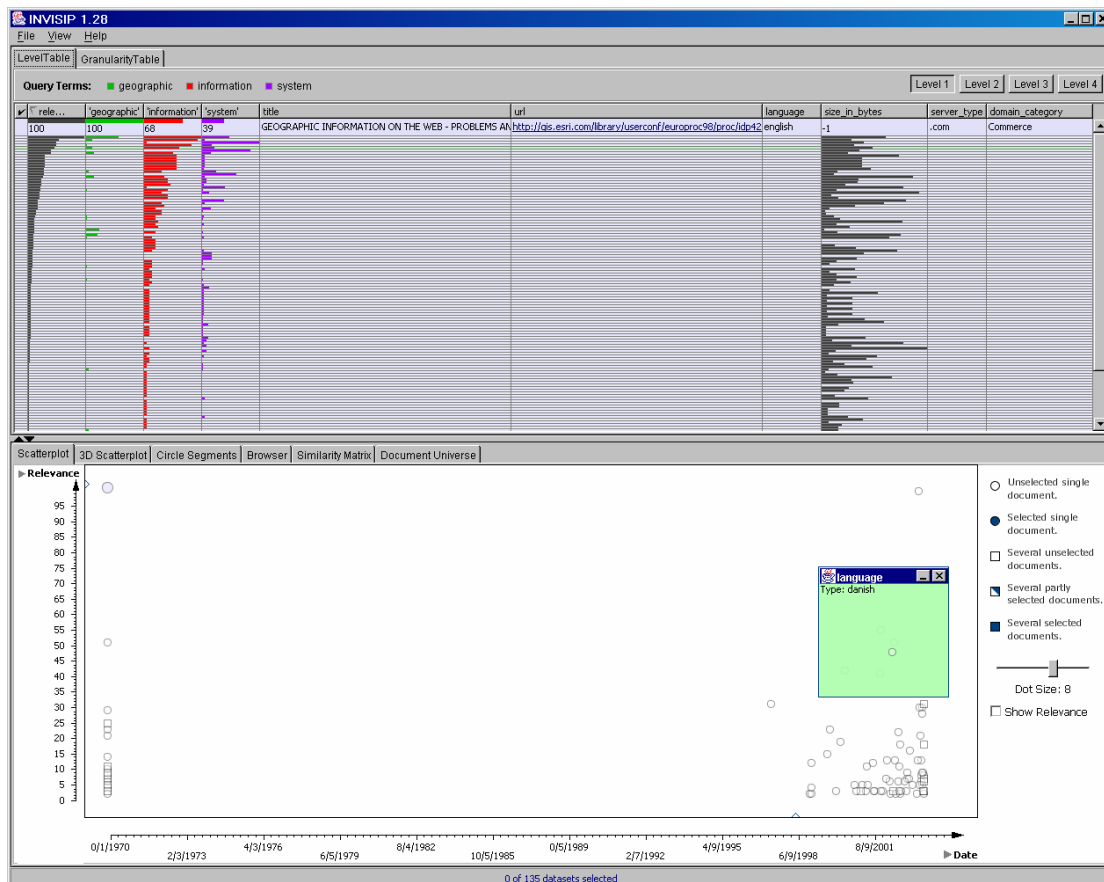 INVISIP 1.28
File View Help
LevelTable GranularityTable
Query Terms: geographic information system Level 1 Level 2 Level 3 Level 4
rele... 'geographic' 'information' 'system' title url language size_in_bytes server_type domain_category
100 100 68 39 GEOGRAPHIC INFORMATION ON THE WEB - PROBLEMS AN http://gis.esri.com/library/userconf/europroc98/proc/idp42 english -1 .com Commerce
Scatterplot 3D Scatterplot Circle Segments Browser Similarity Matrix Document Universe
Relevance
95
90
85
80
75
70
65
60
55
50
45
40
35
30
25
20
15
10
5
0
language
Type: danish
Unselected single
document.
Selected single
document.
Several unselected
documents.
Several partly
selected documents.
Several selected
documents.
Dot Size: 8
Show Relevance
0/1/1970 4/3/1976 8/4/1982 0/5/1989 4/9/1995 8/9/2001
2/3/1973 6/5/1979 10/5/1985 2/7/1992 6/9/1998 Date
0 of 135 datasets selected